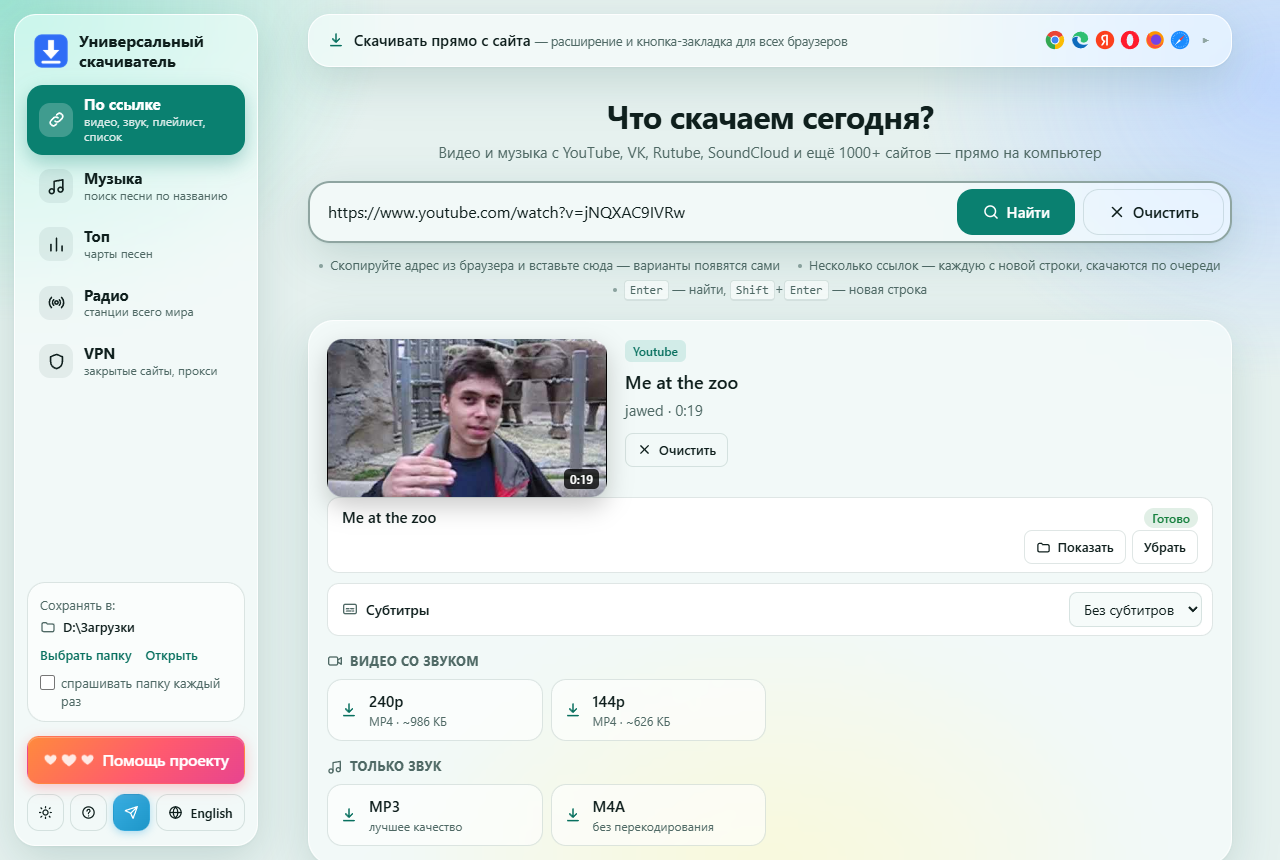 Универсальный
скачиватель
По ссылке
видео, звук, плейлист,
список
Музыка
поиск песни по названию
Топ
чарты песен
Радио
станции всего мира
VPN
закрытые сайты, прокси
Сохранять в:
D:\Загрузки
Выбрать папку Открыть
спрашивать папку каждый
раз
Помощь проекту
English
Скачивать прямо с сайта — расширение и кнопка-закладка для всех браузеров
Что скачаем сегодня?
Видео и музыка с YouTube, VK, Rutube, SoundCloud и ещё 1000+ сайтов — прямо на компьютер
https://www.youtube.com/watch?v=jNQXAC9IVRw
Найти
Очистить
• Скопируйте адрес из браузера и вставьте сюда — варианты появятся сами • Несколько ссылок — каждую с новой строки, скачаются по очереди
• Enter — найти, Shift + Enter — новая строка
0:19
Youtube
Me at the zoo
jawed · 0:19
Очистить
Me at the zoo
Готово
Показать
Убрать
Субтитры
Без субтитров
ВИДЕО СО ЗВУКОМ
240p
MP4 · ~986 КБ
144p
MP4 · ~626 КБ
ТОЛЬКО ЗВУК
MP3
лучшее качество
M4A
без перекодирования